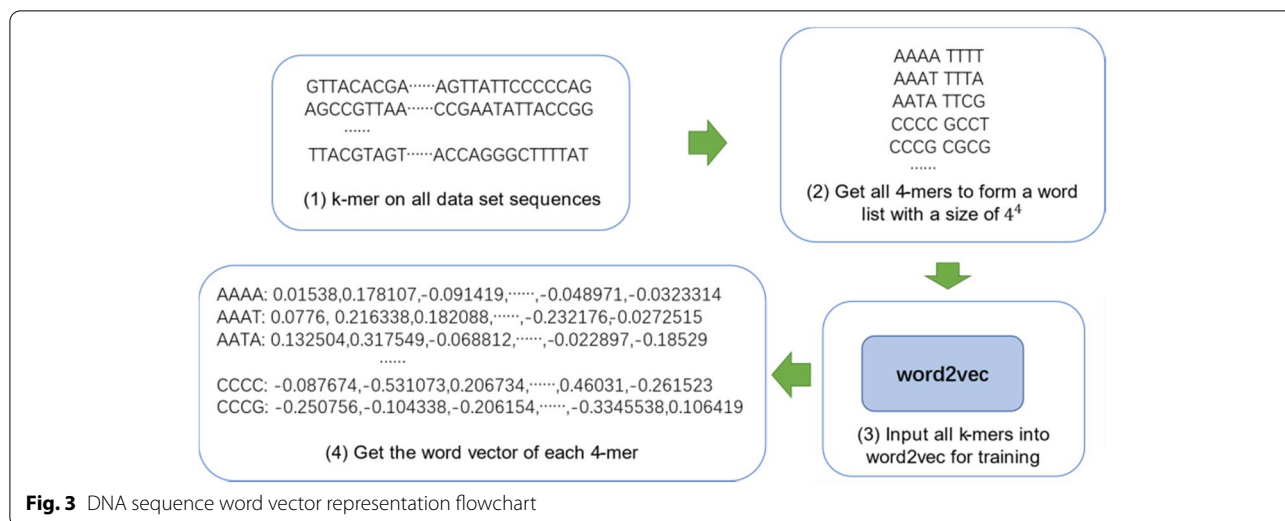 GTTACACGA······AGTTATTCCCCCAG
AGCCGTTAA······CCGAATATTACCGG
······
TTACGTAGT······ACCAGGGCTTTTAT
(1) k-mer on all data set sequences
AAAA TTTT
AAAT TTTA
AATA TTCG
CCCC GCCT
CCCG CGCG
······
(2) Get all 4-mers to form a word
list with a size of 4⁴
word2vec
(3) Input all k-mers into
word2vec for training
AAAA: 0.01538,0.178107,-0.091419,······,-0.048971,-0.0323314
AAAT: 0.0776, 0.216338,0.182088,······,-0.232176,-0.0272515
AATA: 0.132504,0.317549,-0.068812,······,-0.022897,-0.18529
······
CCCC: -0.087674,-0.531073,0.206734,······,0.46031,-0.261523
CCCG: -0.250756,-0.104338,-0.206154,······,-0.3345538,0.106419
(4) Get the word vector of each 4-mer
Fig. 3 DNA sequence word vector representation flowchart